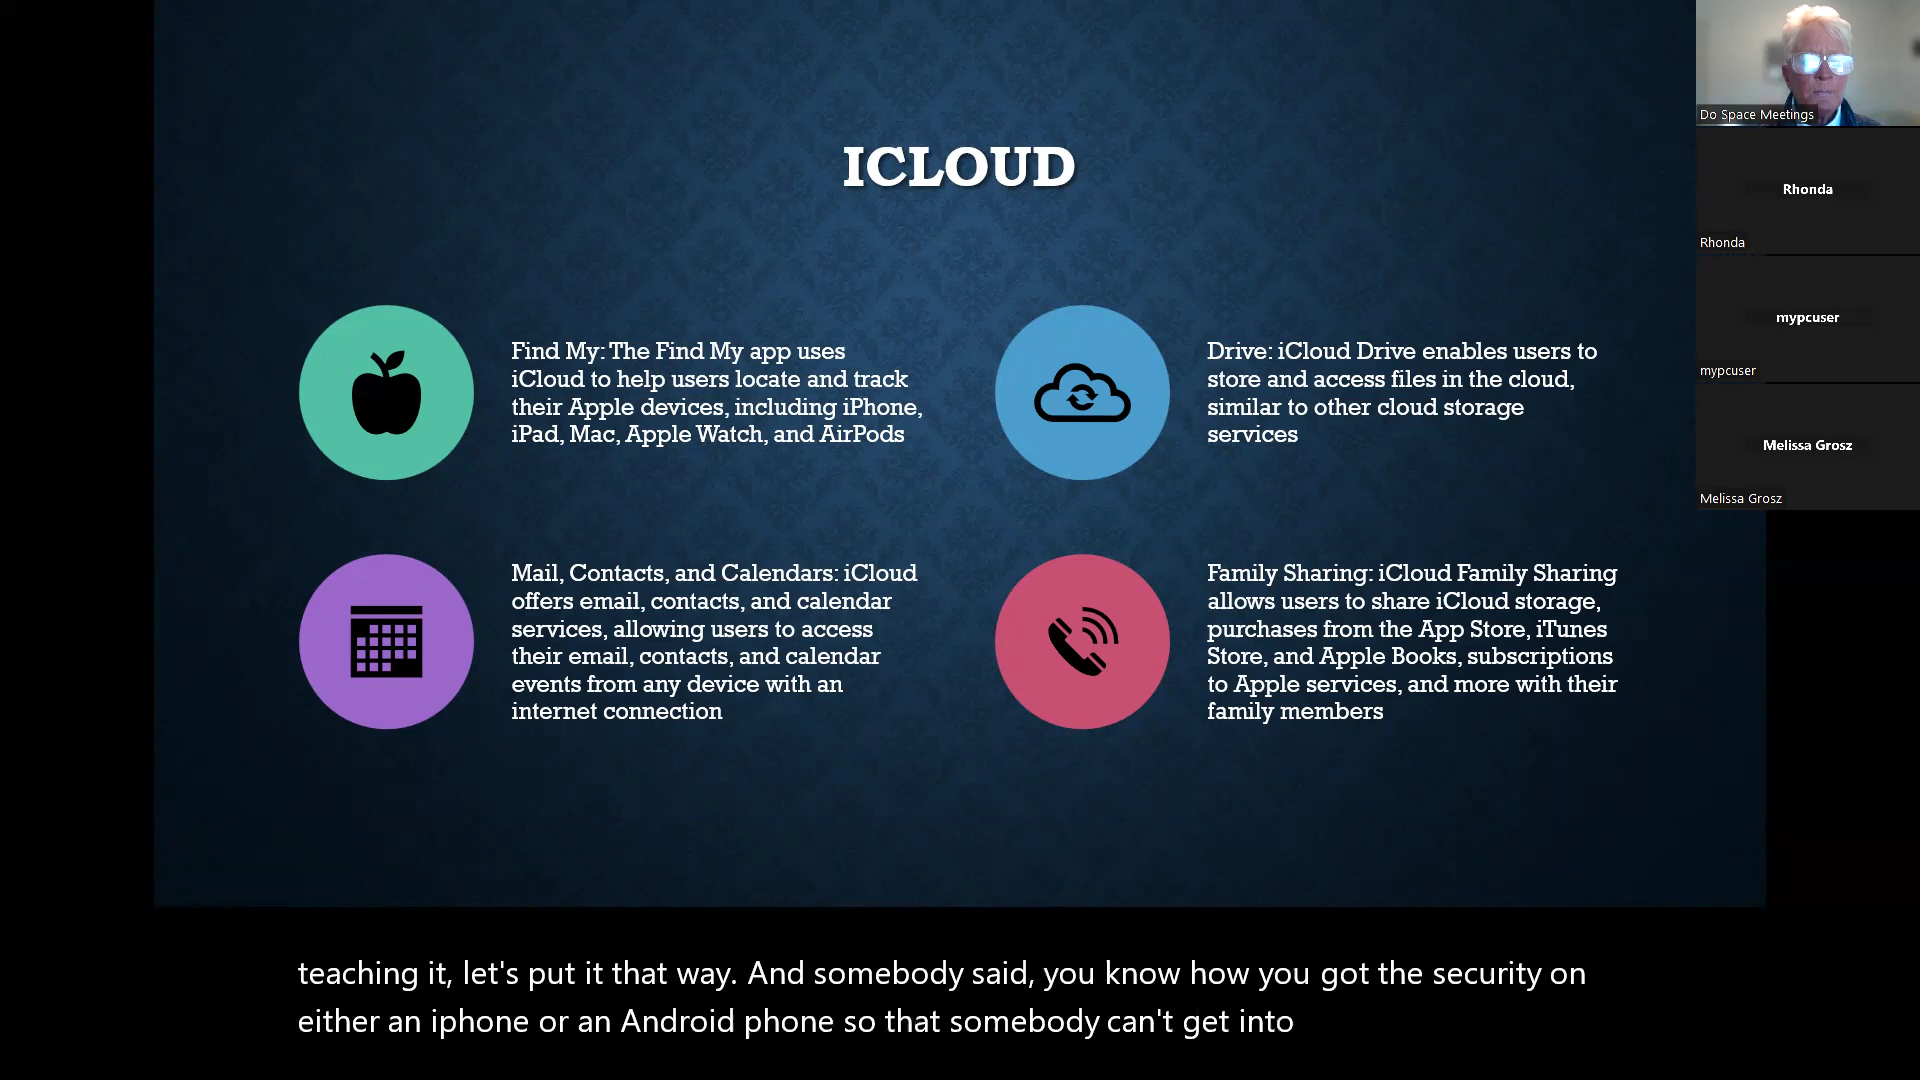 ICLOUD
Find My: The Find My app uses
iCloud to help users locate and track
their Apple devices, including iPhone,
iPad, Mac, Apple Watch, and AirPods
Drive: iCloud Drive enables users to
store and access files in the cloud,
similar to other cloud storage
services
Mail, Contacts, and Calendars: iCloud
offers email, contacts, and calendar
services, allowing users to access
their email, contacts, and calendar
events from any device with an
internet connection
Family Sharing: iCloud Family Sharing
allows users to share iCloud storage,
purchases from the App Store, iTunes
Store, and Apple Books, subscriptions
to Apple services, and more with their
family members
Do Space Meetings
Rhonda
Rhonda
mypcuser
mypcuser
Melissa Grosz
Melissa Grosz
teaching it, let's put it that way. And somebody said, you know how you got the security on
either an iphone or an Android phone so that somebody can't get into